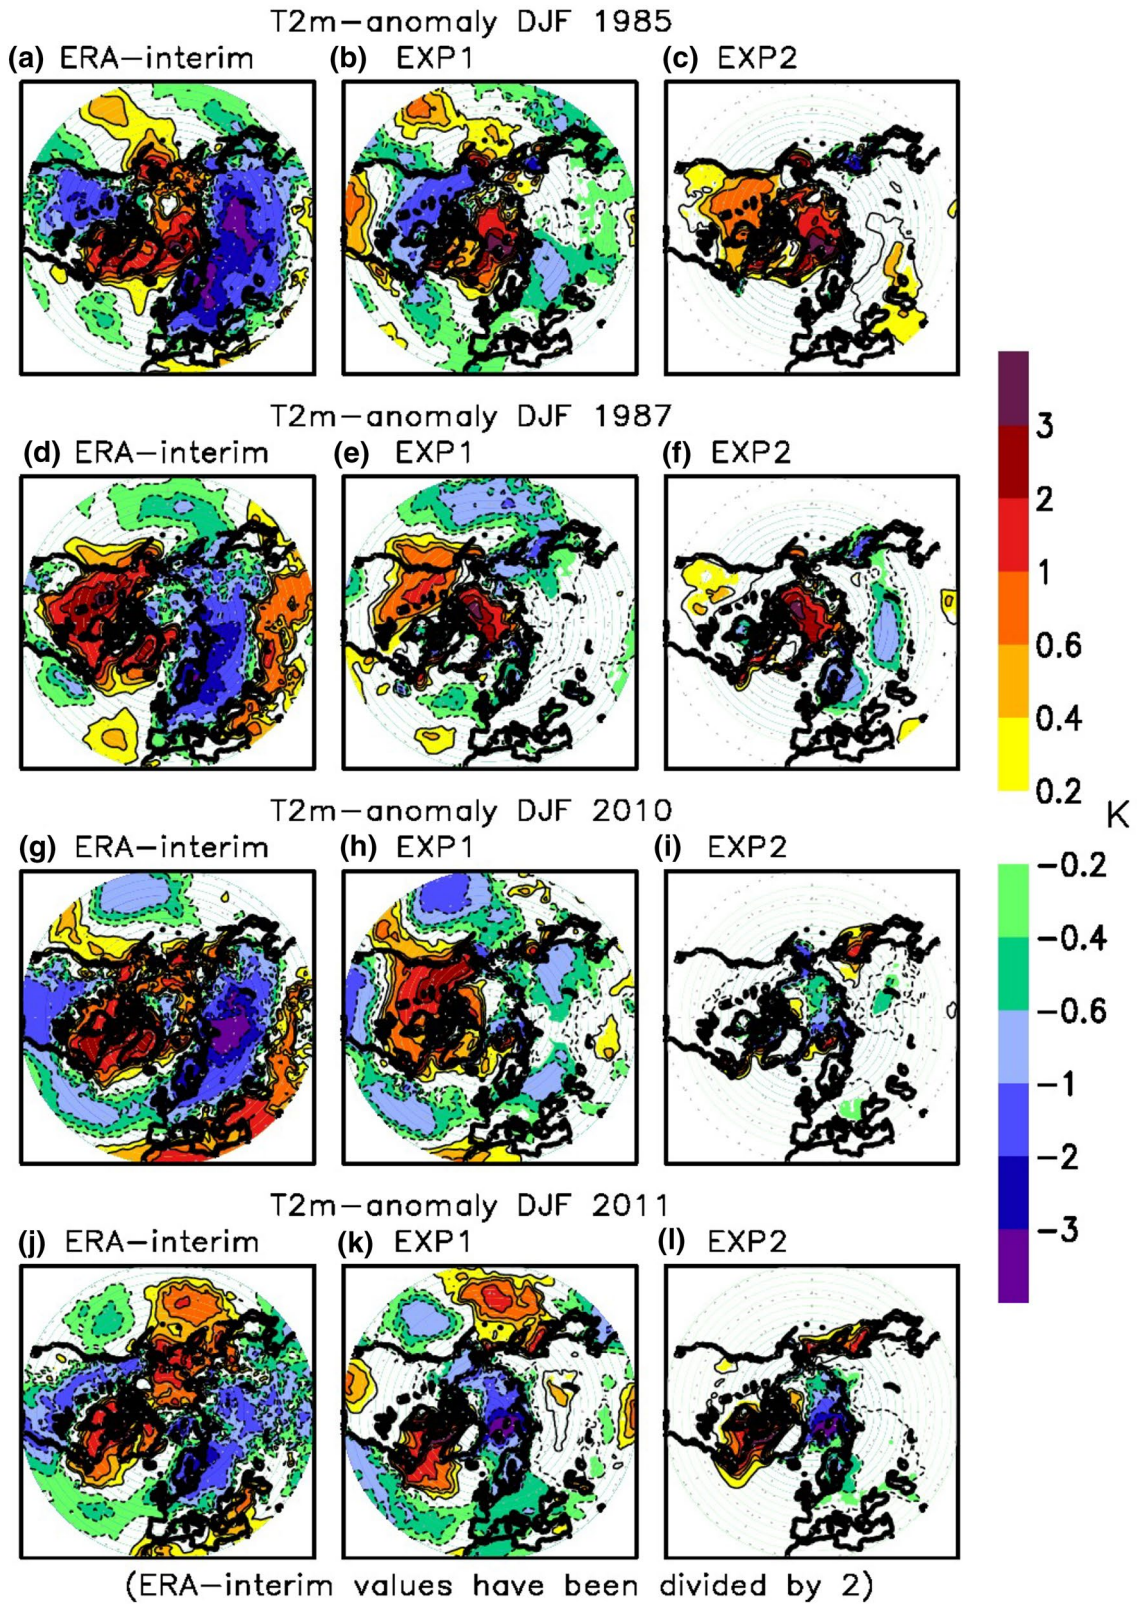 T2m-anomaly DJF 1985
(a) ERA-interim (b) EXP1 (c) EXP2
T2m-anomaly DJF 1987
(d) ERA-interim (e) EXP1 (f) EXP2
T2m-anomaly DJF 2010
(g) ERA-interim (h) EXP1 (i) EXP2
T2m-anomaly DJF 2011
(j) ERA-interim (k) EXP1 (l) EXP2
3
2
1
0.6
0.4
0.2
K
-0.2
-0.4
-0.6
-1
-2
-3
(ERA-interim values have been divided by 2)